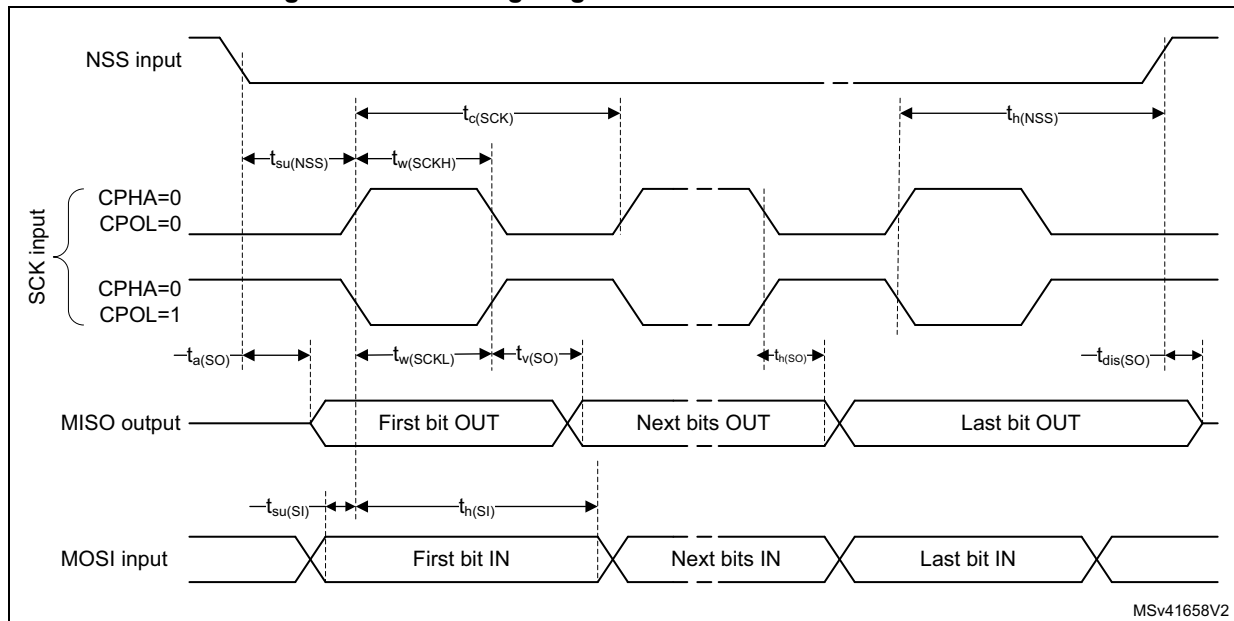 NSS input
tc(SCK)
th(NSS)
tsu(NSS)
tw(SCKH)
SCK input
CPHA=0
CPOL=0
CPHA=0
CPOL=1
ta(SO)
tw(SCKL)
tv(SO)
th(SO)
tdis(SO)
MISO output
First bit OUT
Next bits OUT
Last bit OUT
tsu(SI)
th(SI)
MOSI input
First bit IN
Next bits IN
Last bit IN
MSv41658V2